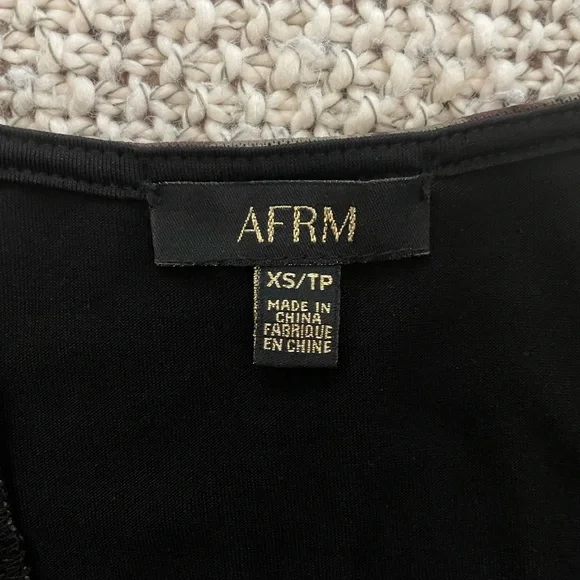 AFRM
XS/TP
MADE IN
CHINA
FABRIQUE
EN CHINE